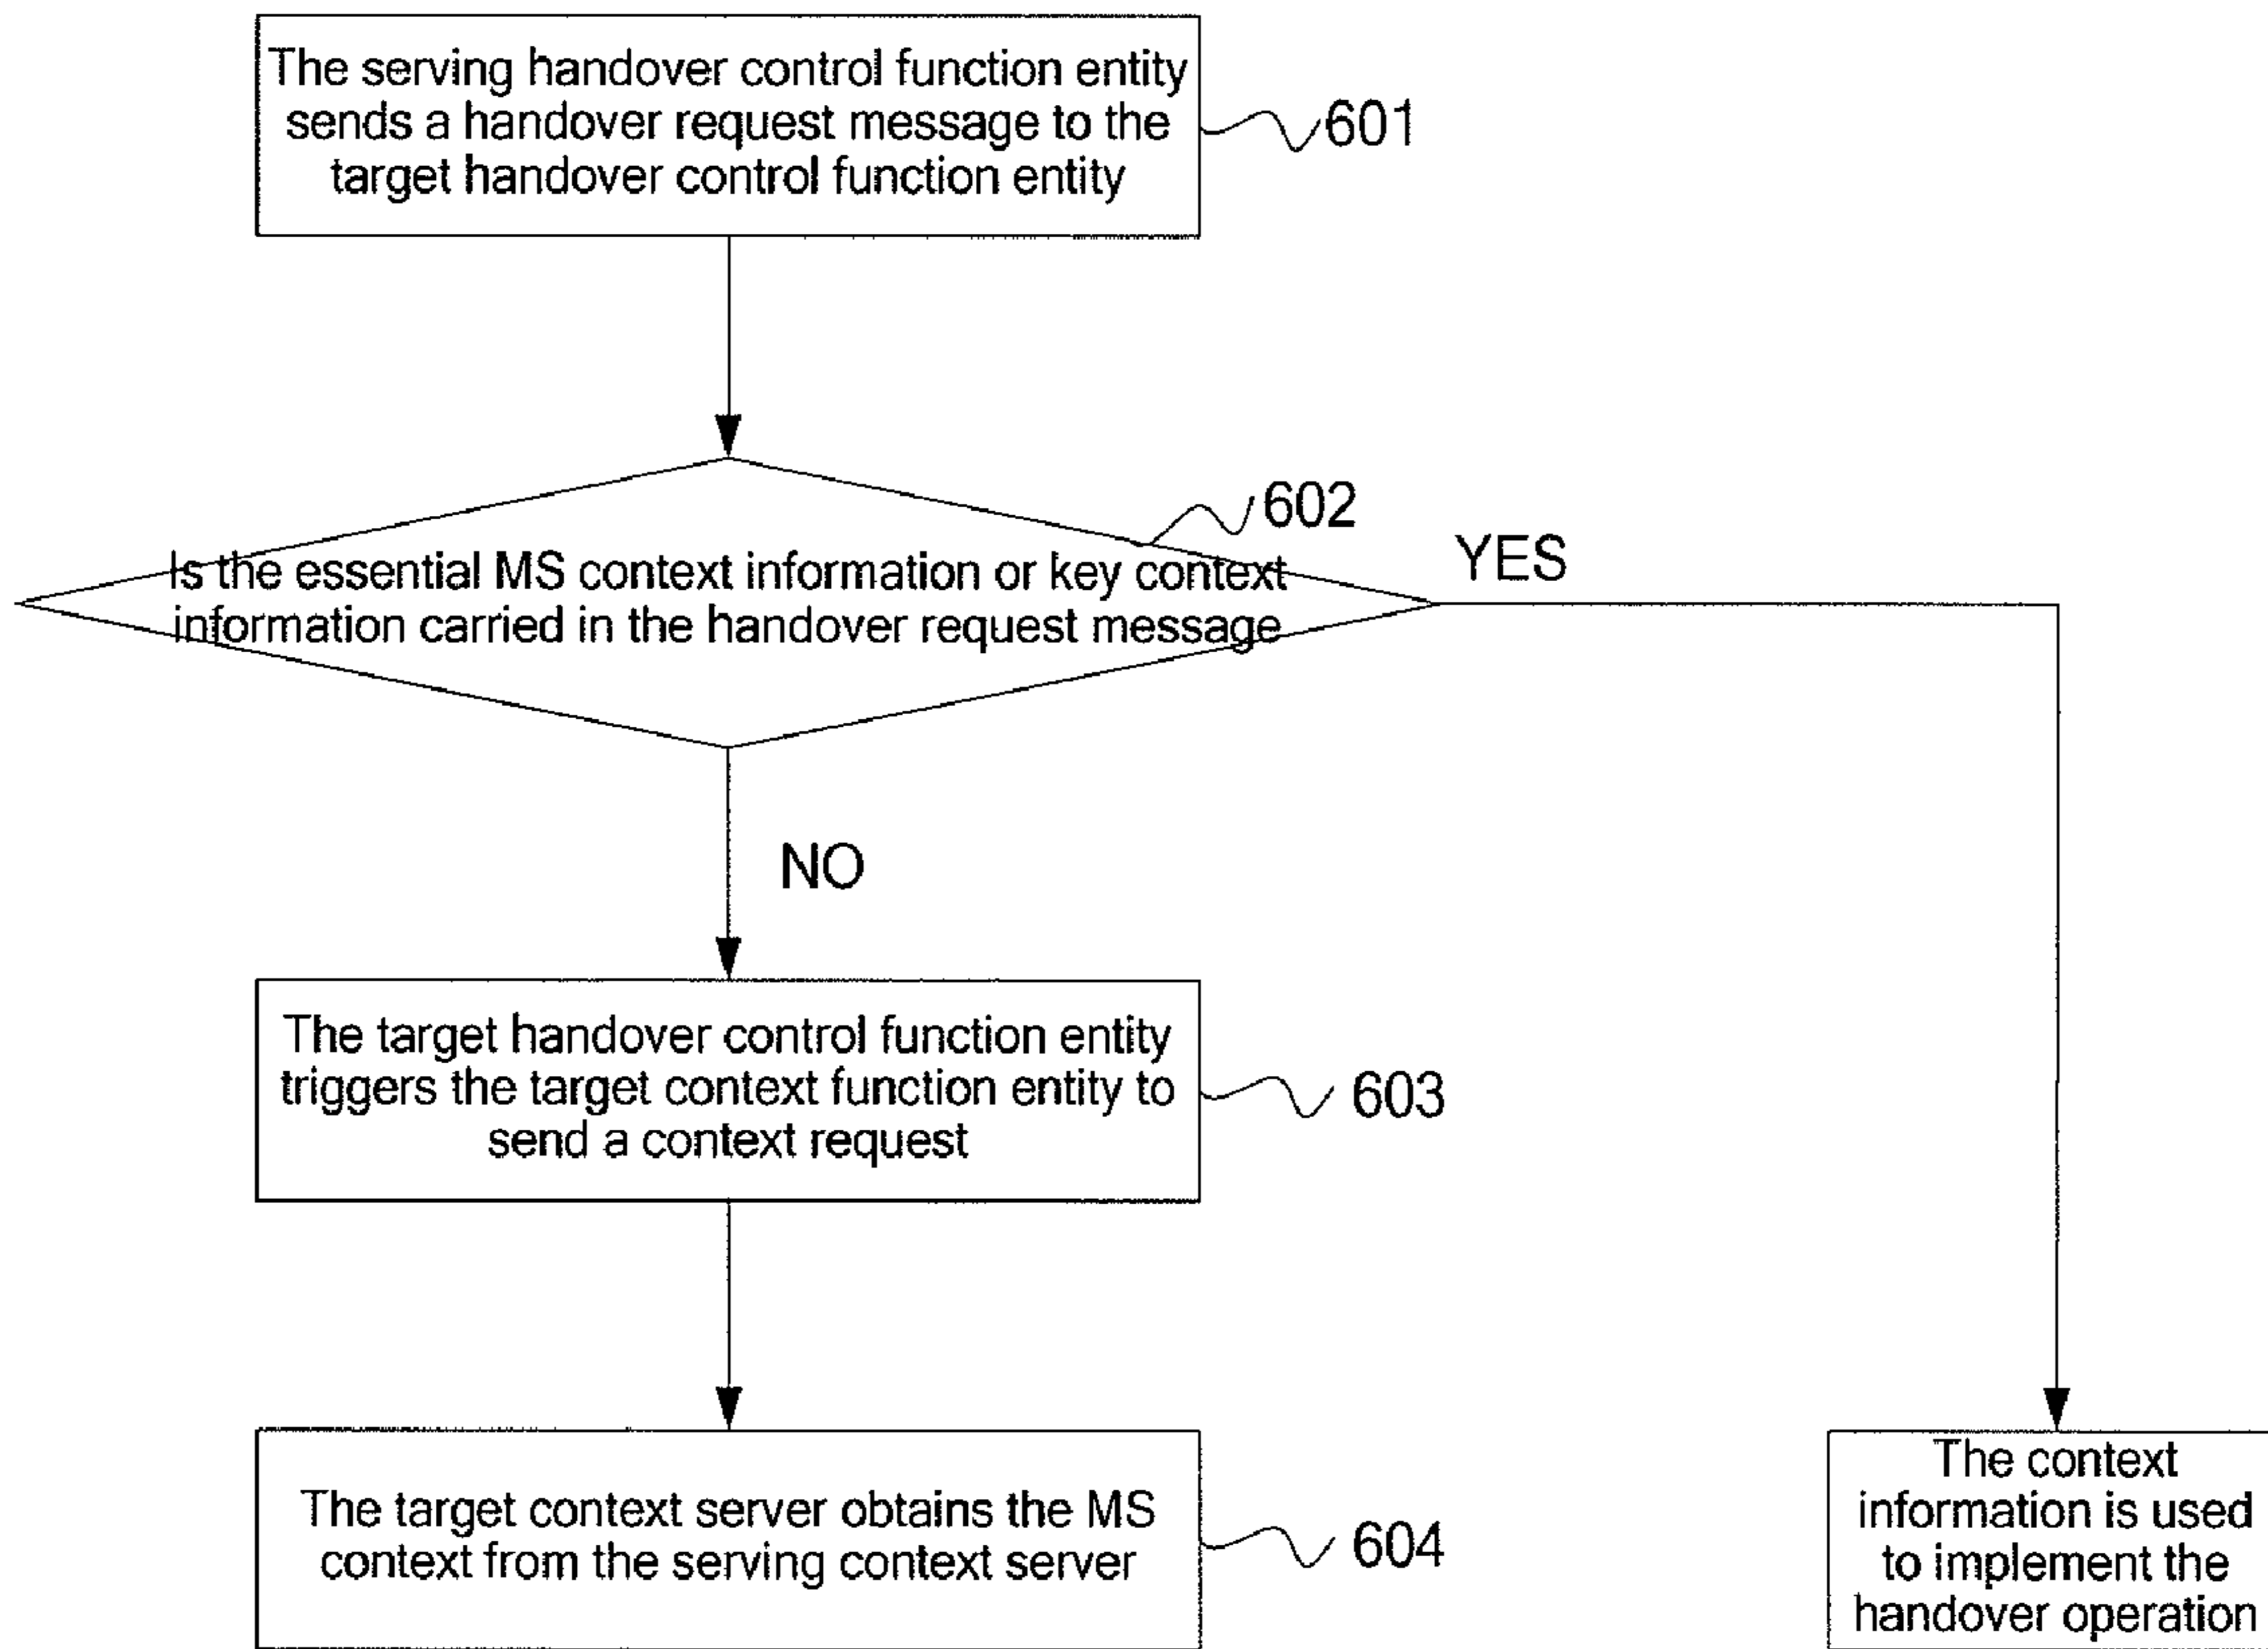 The serving handover control function entity
sends a handover request message to the
target handover control function entity
601
602
Is the essential MS context information or key context
information carried in the handover request message
YES
NO
The target handover control function entity
triggers the target context function entity to
send a context request
603
The target context server obtains the MS
context from the serving context server
604
The context
information is used
to implement the
handover operation